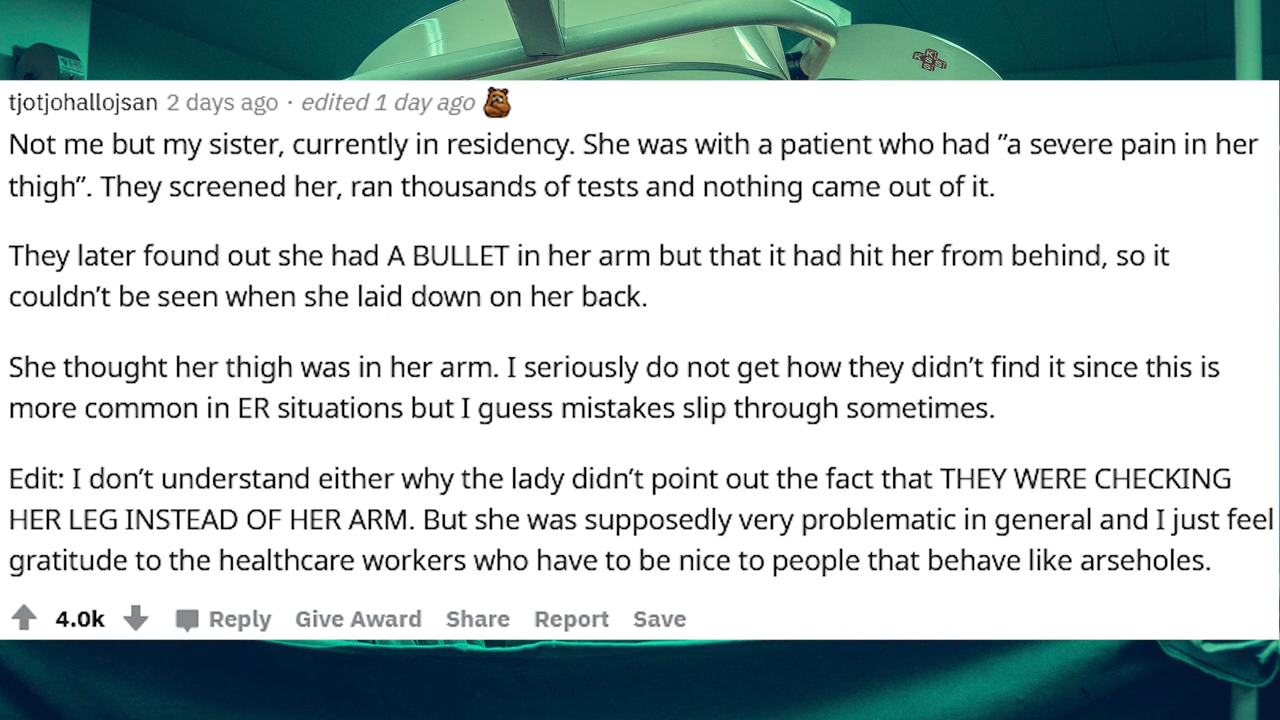 tjotjohallojsan 2 days ago · edited 1 day ago
Not me but my sister, currently in residency. She was with a patient who had ”a severe pain in her
thigh”. They screened her, ran thousands of tests and nothing came out of it.
They later found out she had A BULLET in her arm but that it had hit her from behind, so it
couldn’t be seen when she laid down on her back.
She thought her thigh was in her arm. I seriously do not get how they didn’t find it since this is
more common in ER situations but I guess mistakes slip through sometimes.
Edit: I don’t understand either why the lady didn’t point out the fact that THEY WERE CHECKING
HER LEG INSTEAD OF HER ARM. But she was supposedly very problematic in general and I just feel
gratitude to the healthcare workers who have to be nice to people that behave like arseholes.
4.0k Reply Give Award Share Report Save